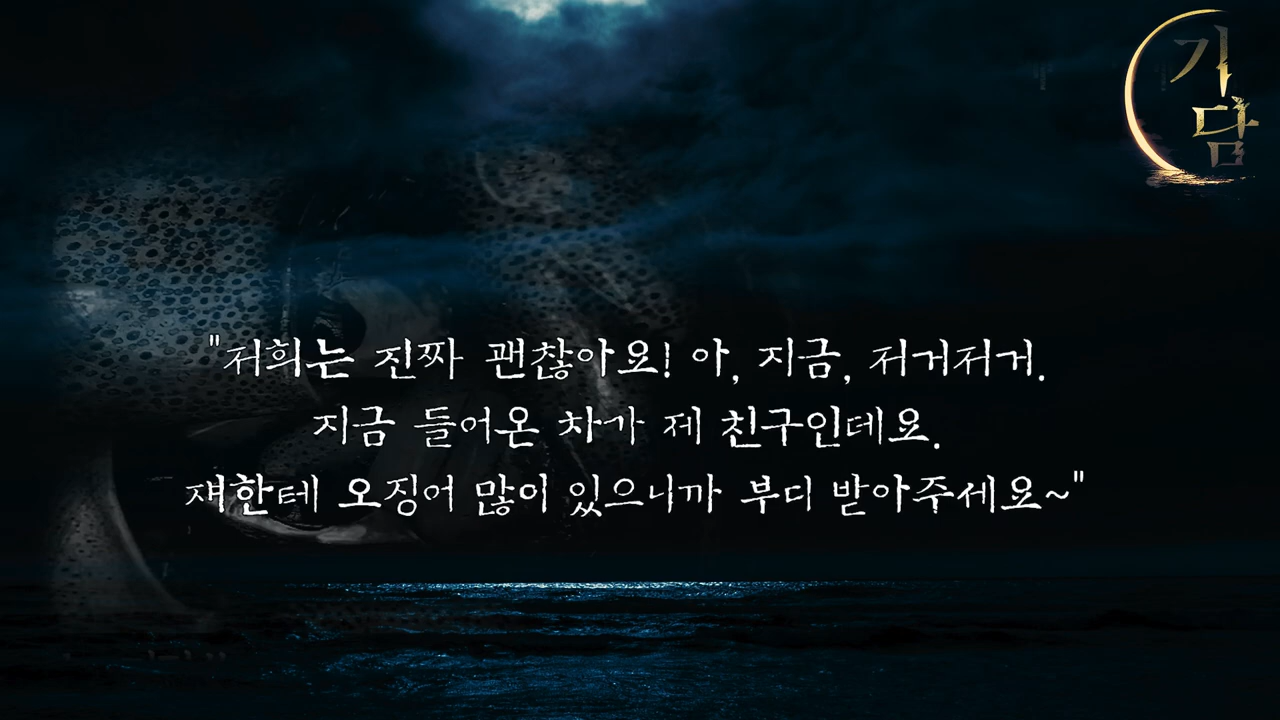 기담
"저희는 진짜 괜찮아요! 아, 지금, 저거저거.
지금 들어온 차가 제 친구인데요.
쟤한테 오징어 많이 있으니까 부디 받아주세요~"